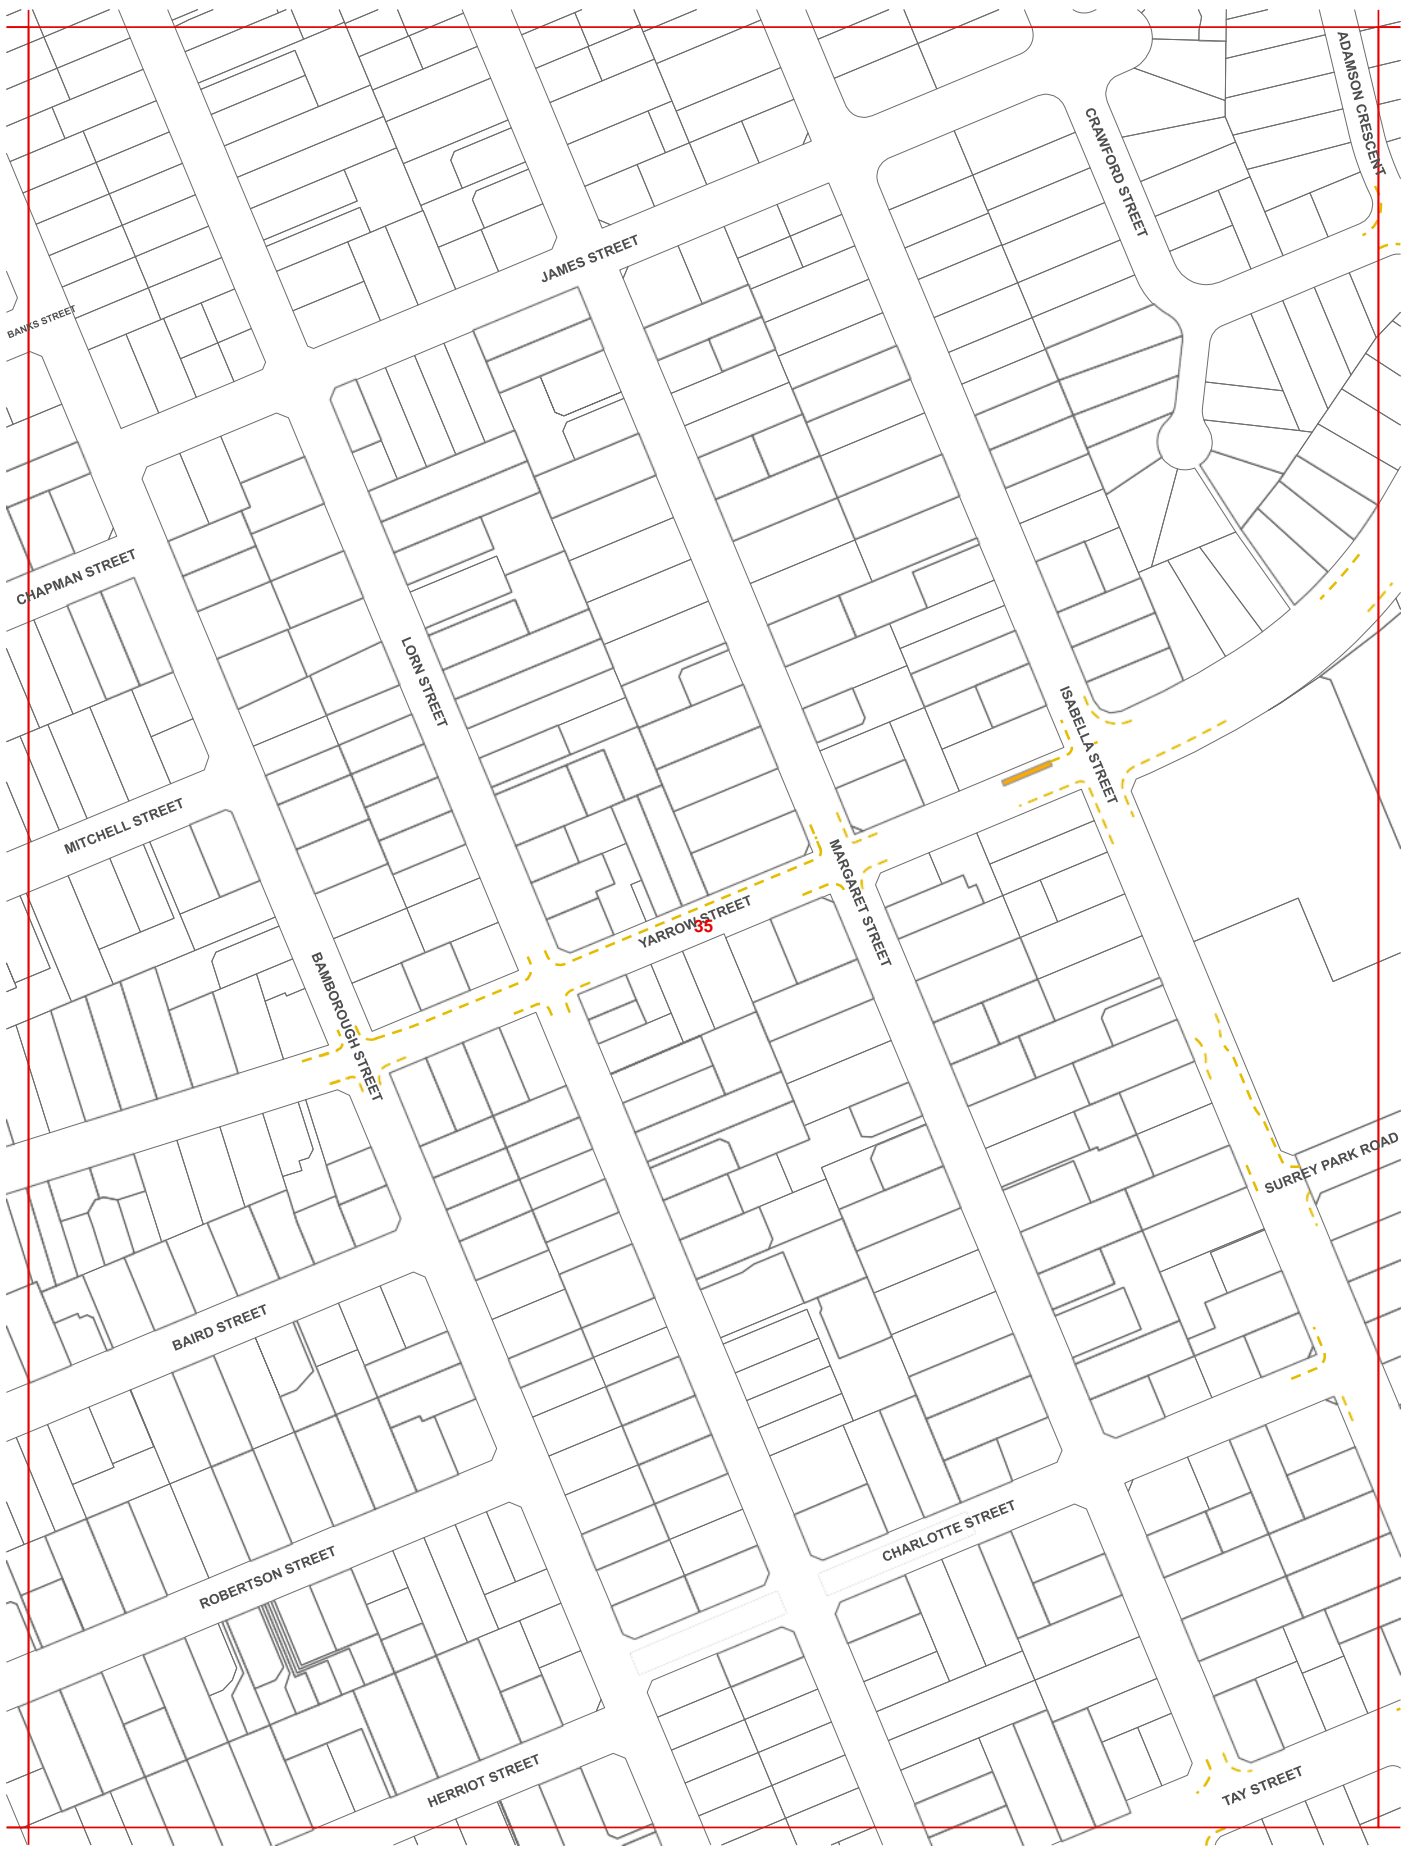 ADAMSON CRESCENT
CRAWFORD STREET
JAMES STREET
BANKS STREET
CHAPMAN STREET
LORN STREET
ISABELLA STREET
MITCHELL STREET
MARGARET STREET
YARROW STREET
35
BAMBOROUGH STREET
SURREY PARK ROAD
BAIRD STREET
CHARLOTTE STREET
ROBERTSON STREET
HERRIOT STREET
TAY STREET